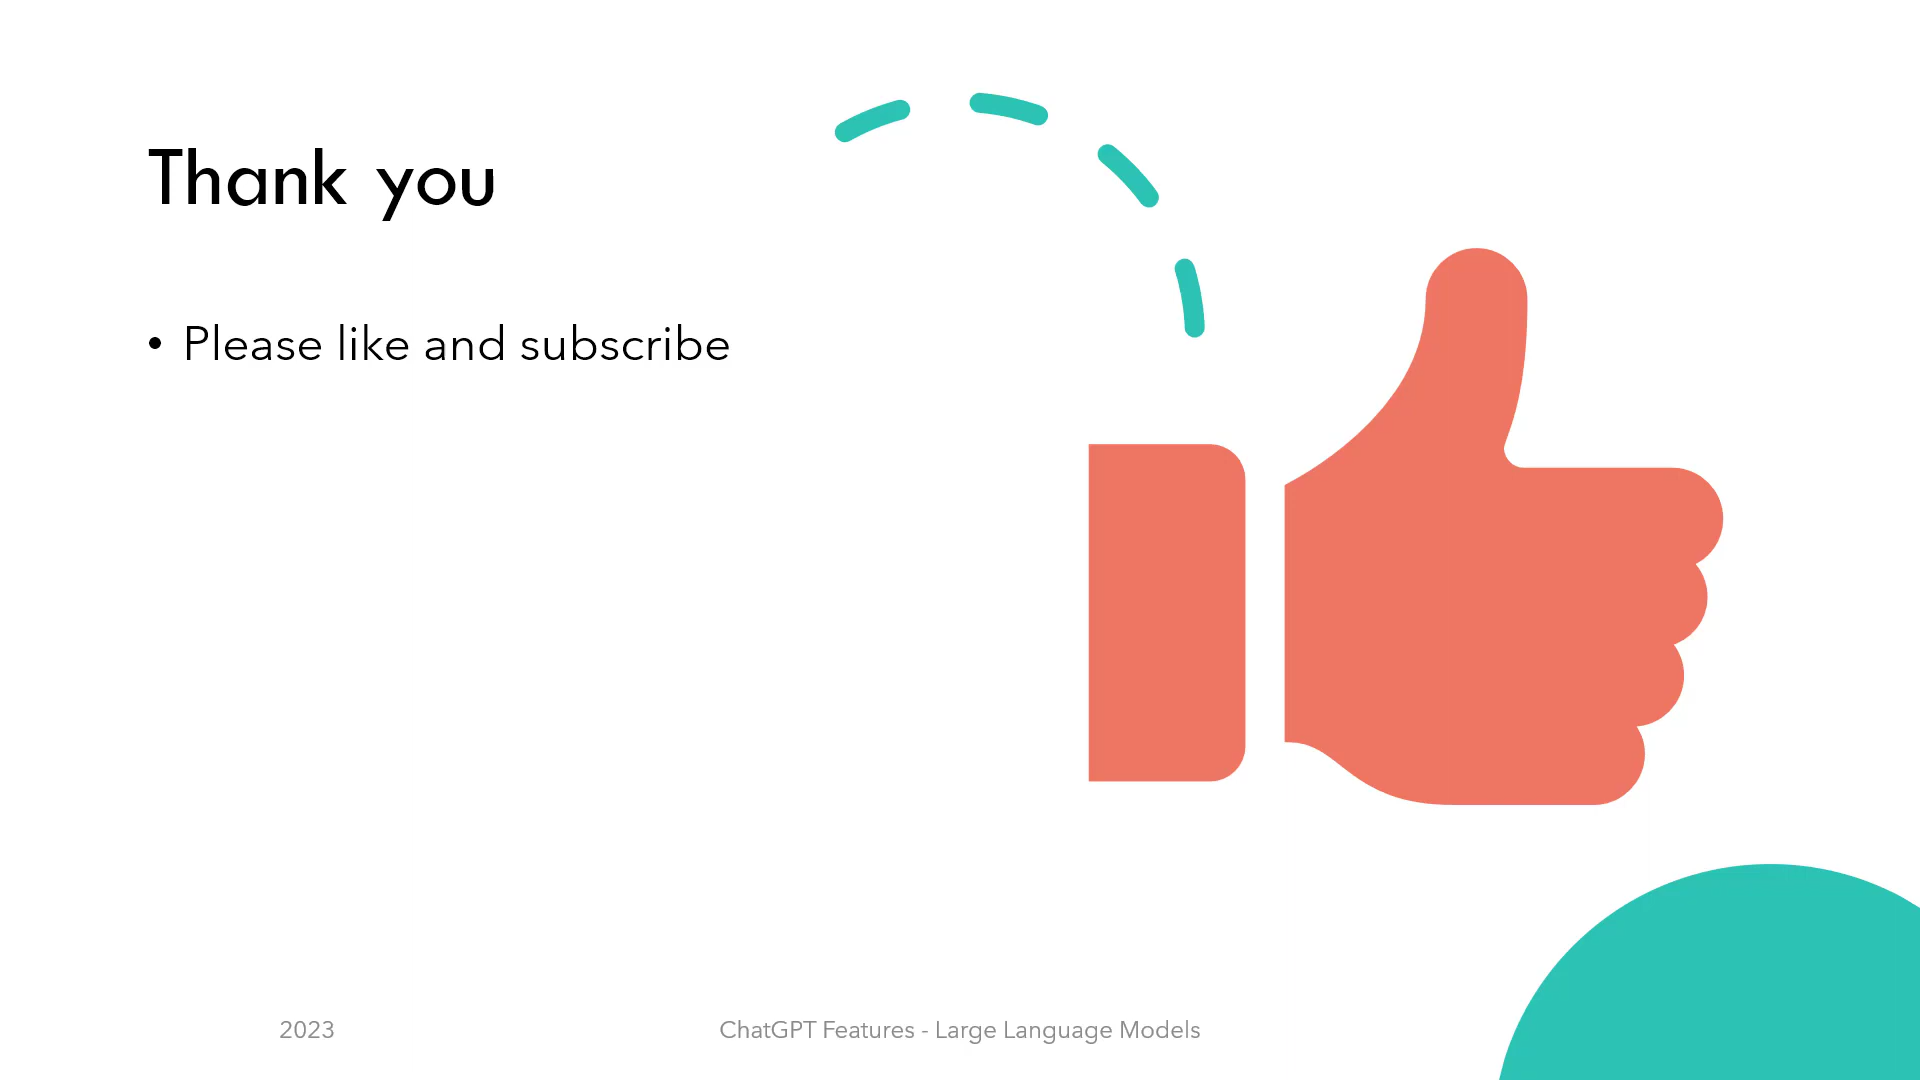 Thank you
• Please like and subscribe
2023
ChatGPT Features - Large Language Models